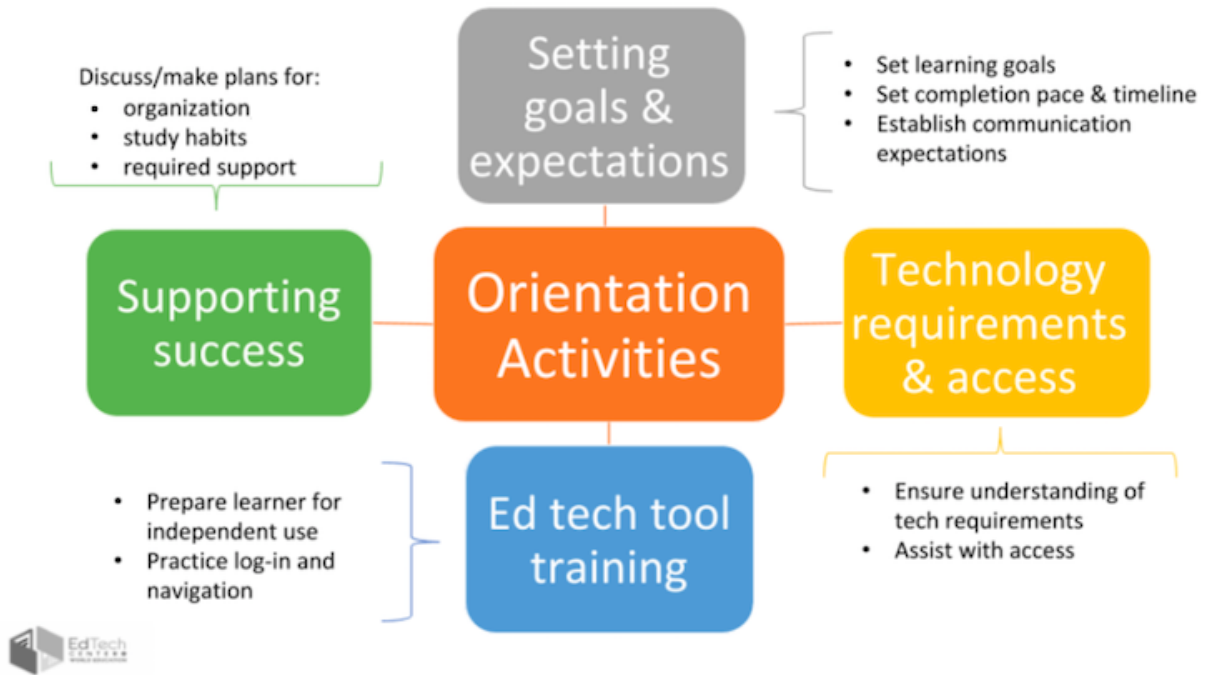 Setting
goals &
expectations
• Set learning goals
• Set completion pace & timeline
• Establish communication
expectations
Discuss/make plans for:
▪ organization
• study habits
• required support
Supporting
success
Orientation
Activities
Technology
requirements
& access
• Ensure understanding of
tech requirements
• Assist with access
Ed tech tool
training
• Prepare learner for
independent use
• Practice log-in and
navigation
EdTech
CENTER@
WORLD EDUCATION